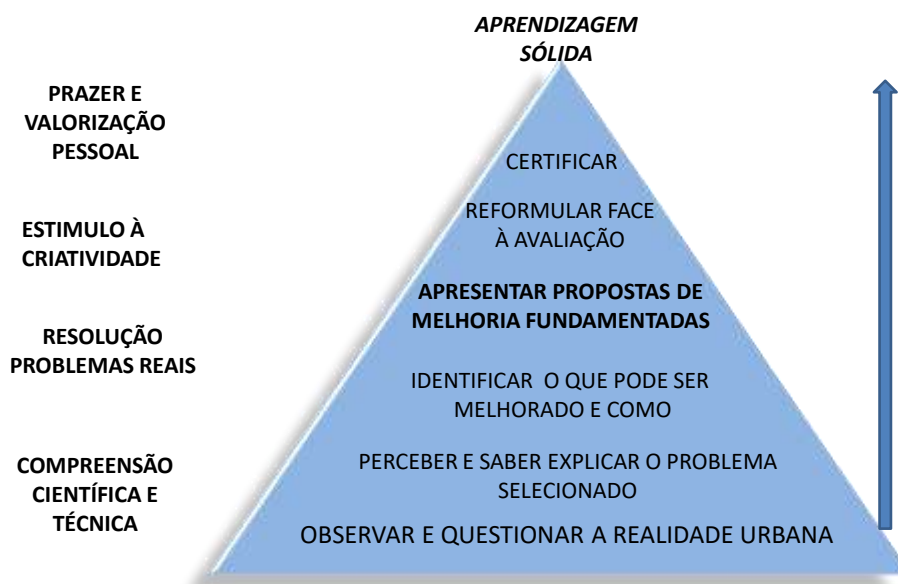 APRENDIZAGEM
SÓLIDA
PRAZER E
VALORIZAÇÃO
PESSOAL
ESTIMULO À
CRIATIVIDADE
RESOLUÇÃO
PROBLEMAS REAIS
COMPREENSÃO
CIENTÍFICA E
TÉCNICA
CERTIFICAR
REFORMULAR FACE
À AVALIAÇÃO
APRESENTAR PROPOSTAS DE
MELHORIA FUNDAMENTADAS
IDENTIFICAR O QUE PODE SER
MELHORADO E COMO
PERCEBER E SABER EXPLICAR O PROBLEMA
SELECIONADO
OBSERVAR E QUESTIONAR A REALIDADE URBANA